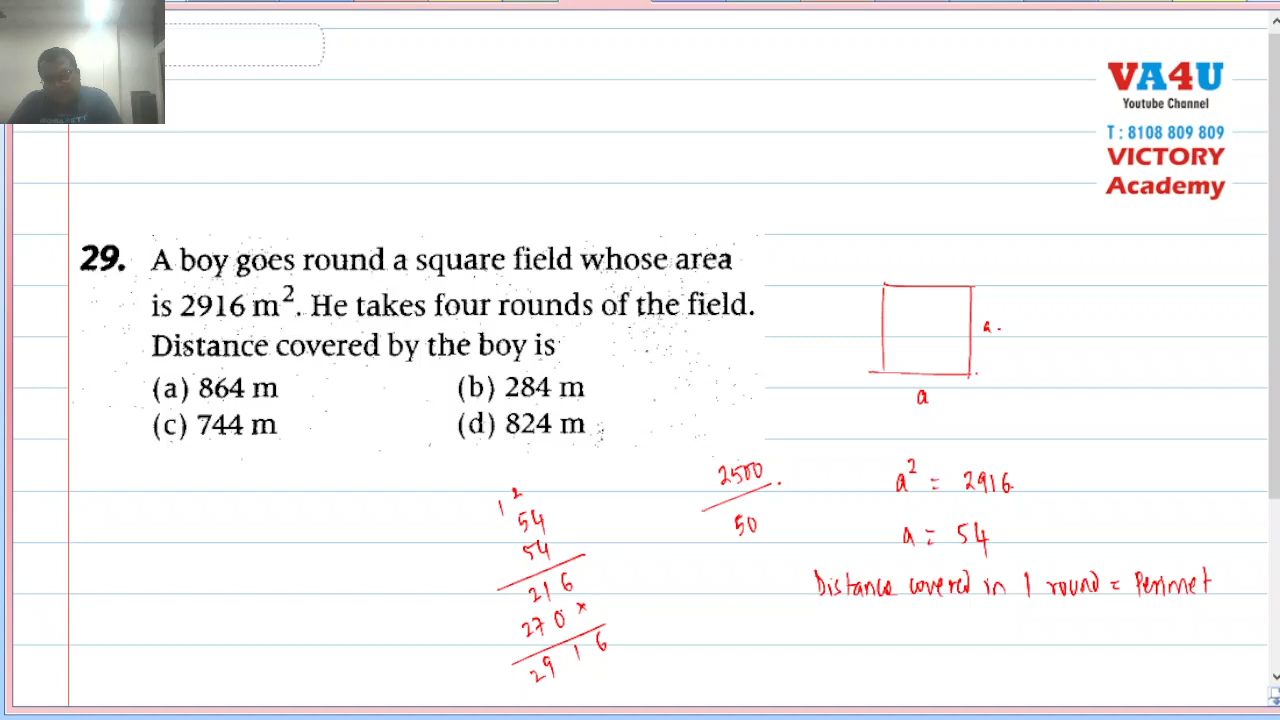 VA4U
Youtube Channel
T : 8108 809 809
VICTORY
Academy
29. A boy goes round a square field whose area
is 2916 m². He takes four rounds of the field.
Distance covered by the boy is
(a) 864 m (b) 284 m
(c) 744 m (d) 824 m
a.
a
a² = 2916
a = 54
Distance covered in 1 round = Perimet
2500
50
1 2
54
54
216
270 x
2916